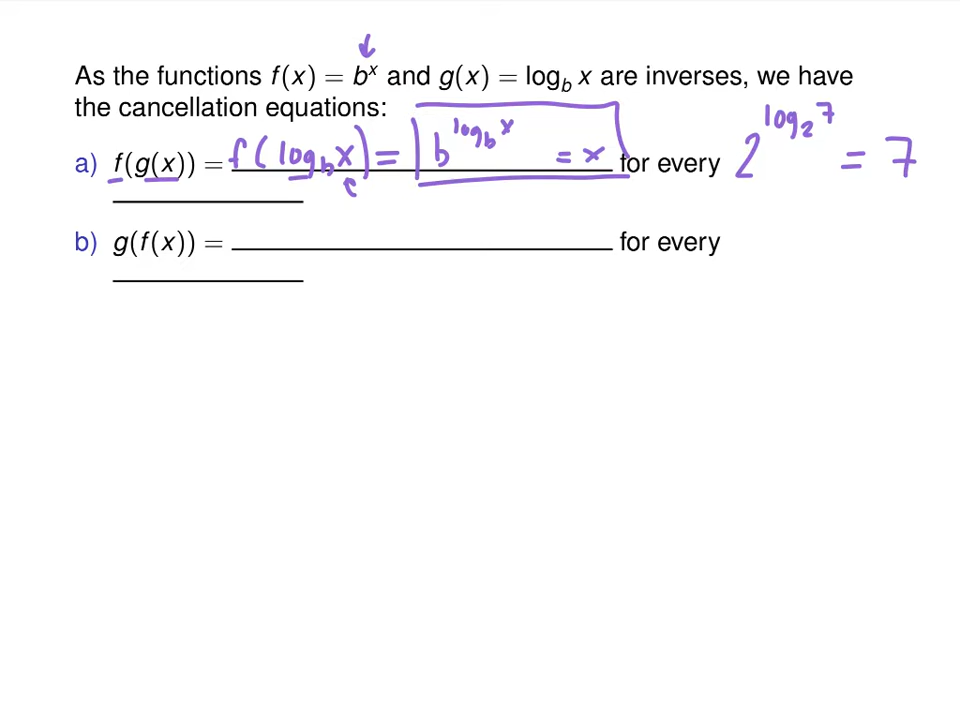 As the functions f(x) = b^x and g(x) = log_b x are inverses, we have
the cancellation equations:
a) f(g(x)) = f(log_b x) = b^{log_b x} = x for every 2^{log_2 7} = 7
b) g(f(x)) = ____ for every